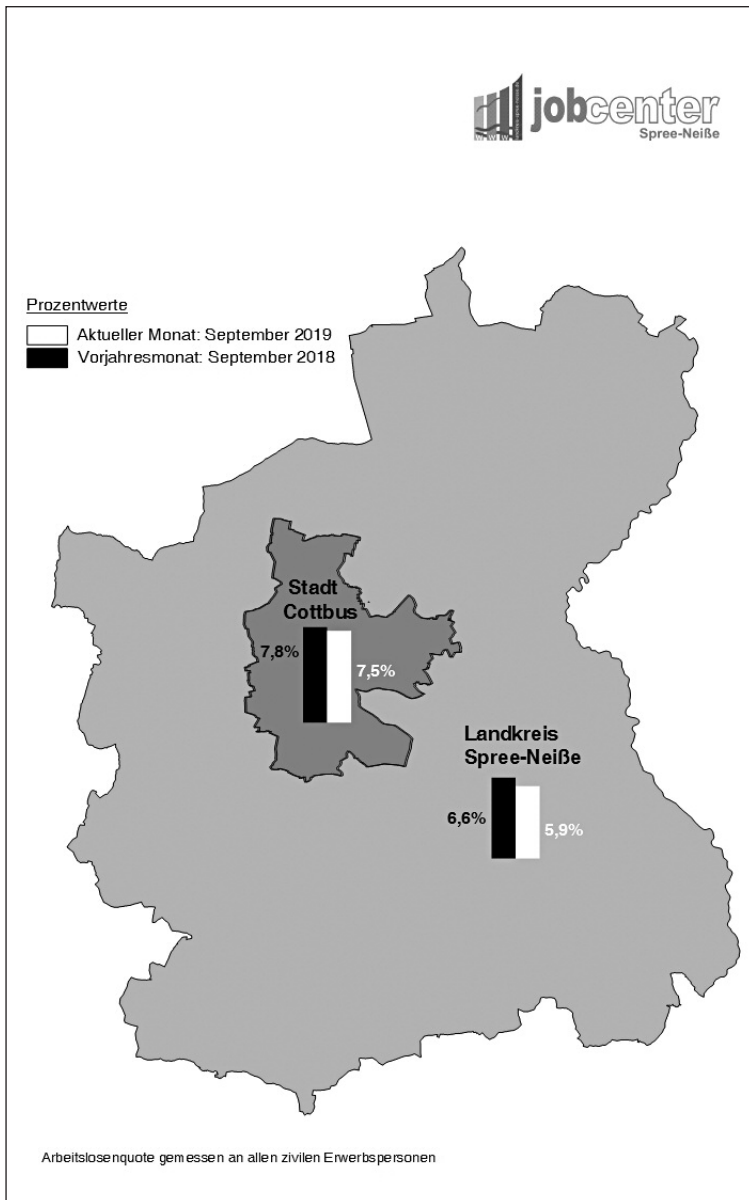 jobcenter
Spree-Neiße
Prozentwerte
Aktueller Monat: September 2019
Vorjahresmonat: September 2018
Stadt
Cottbus
7,8%
7,5%
Landkreis
Spree-Neiße
6,6%
5,9%
Arbeitslosenquote gemessen an allen zivilen Erwerbspersonen